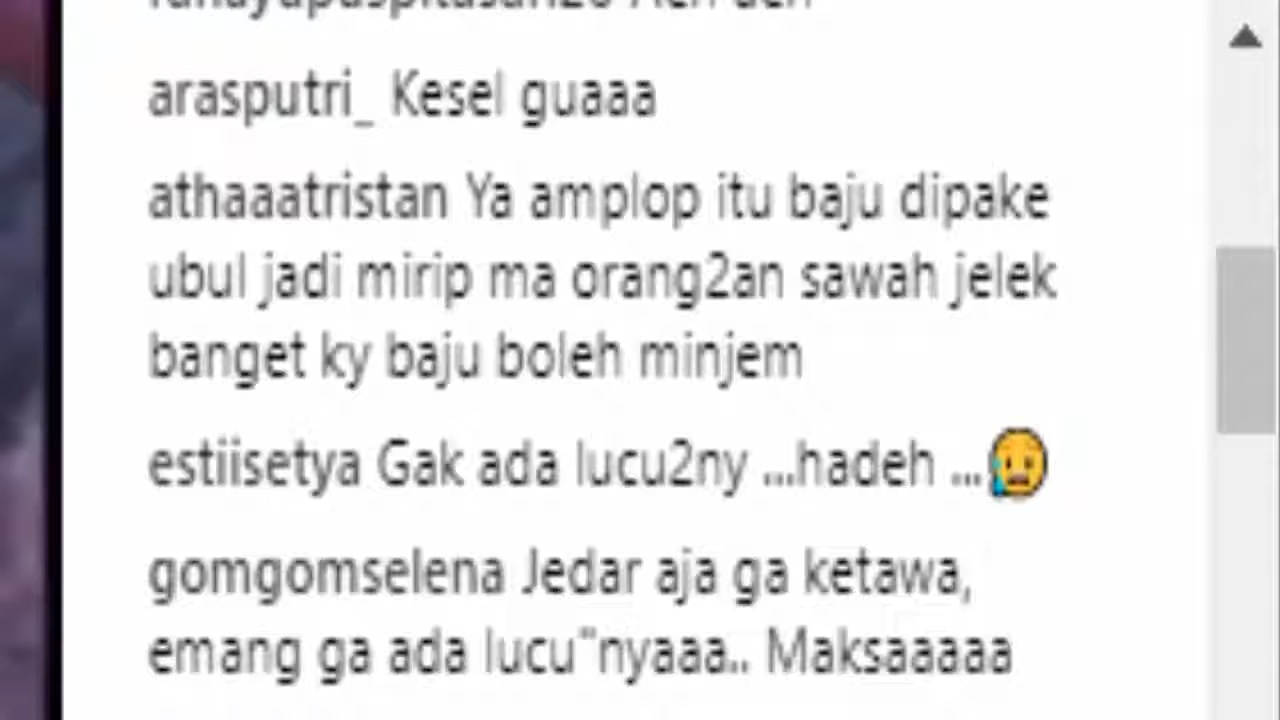 arasputri_ Kesel guaaa
athaaatristan Ya amplop itu baju dipake
ubul jadi mirip ma orang2an sawah jelek
banget ky baju boleh minjem
estiisetya Gak ada lucu2ny ...hadeh ...😥
gomgomselena Jedar aja ga ketawa,
emang ga ada lucu"nyaaa.. Maksaaaaa